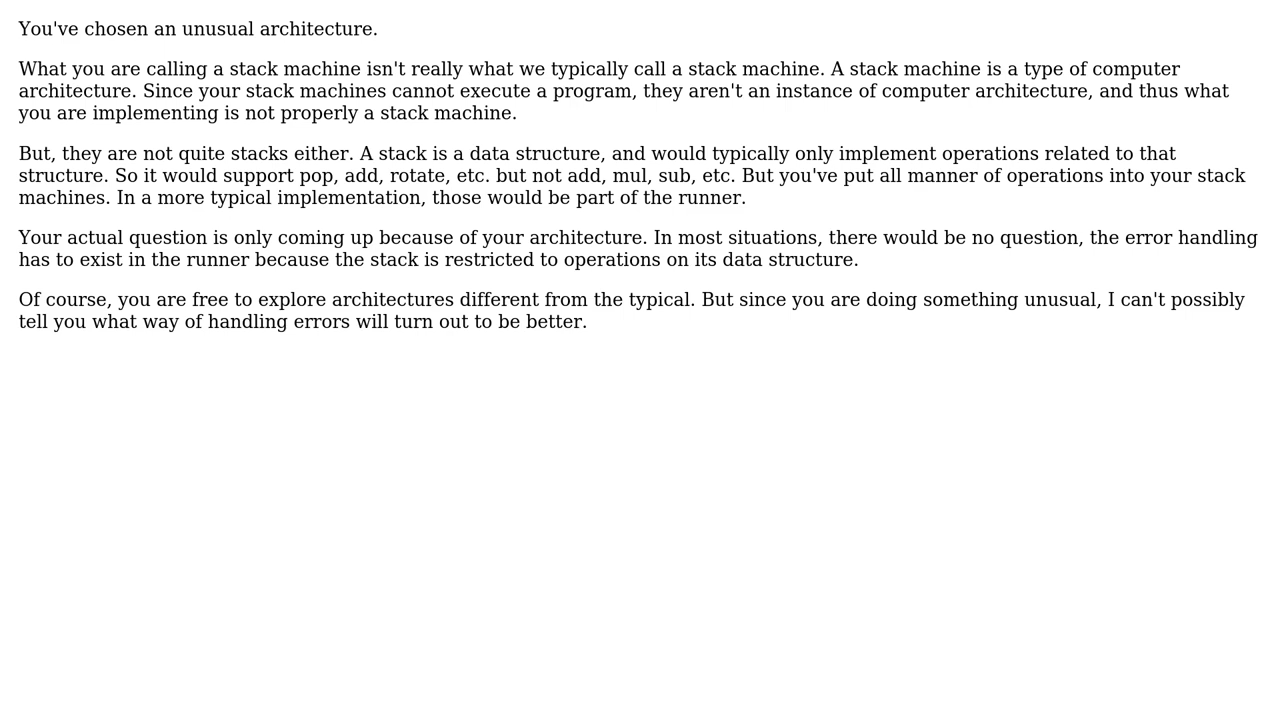 You've chosen an unusual architecture.
What you are calling a stack machine isn't really what we typically call a stack machine. A stack machine is a type of computer
architecture. Since your stack machines cannot execute a program, they aren't an instance of computer architecture, and thus what
you are implementing is not properly a stack machine.
But, they are not quite stacks either. A stack is a data structure, and would typically only implement operations related to that
structure. So it would support pop, add, rotate, etc. but not add, mul, sub, etc. But you've put all manner of operations into your stack
machines. In a more typical implementation, those would be part of the runner.
Your actual question is only coming up because of your architecture. In most situations, there would be no question, the error handling
has to exist in the runner because the stack is restricted to operations on its data structure.
Of course, you are free to explore architectures different from the typical. But since you are doing something unusual, I can't possibly
tell you what way of handling errors will turn out to be better.